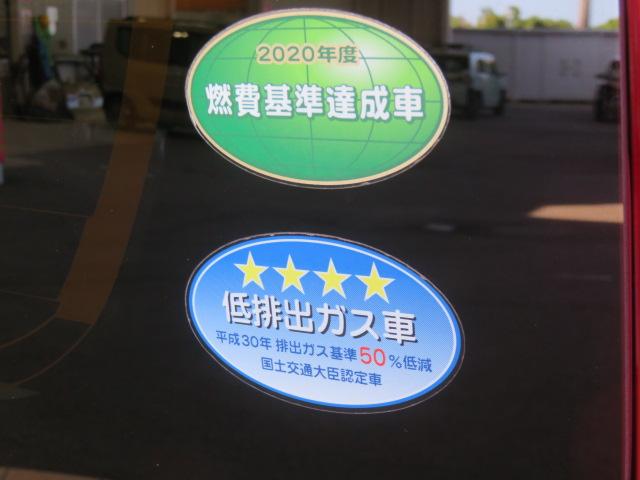 2020年度
燃費基準達成車
★★★★
低排出ガス車
平成30年 排出ガス基準50%低減
国土交通大臣認定車